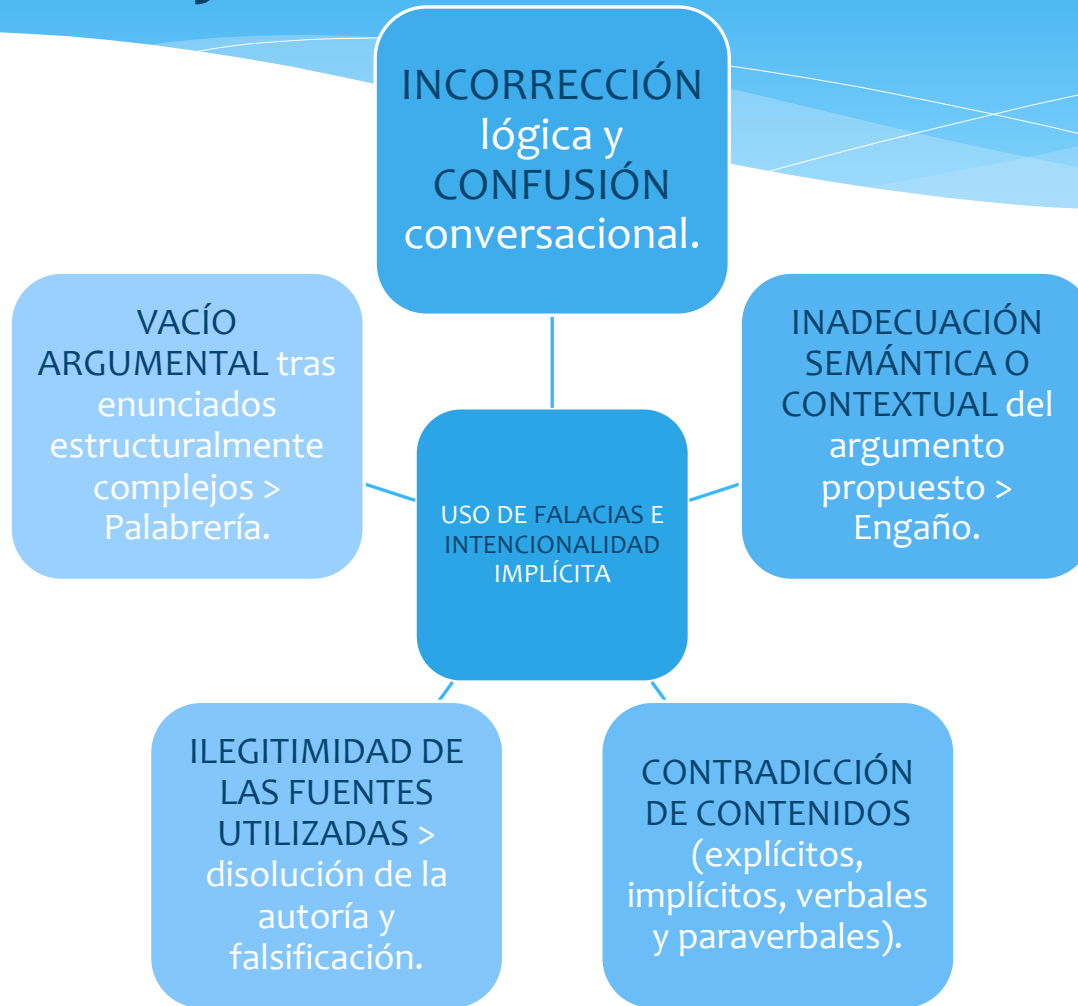 INCORRECCIÓN
lógica y
CONFUSIÓN
conversacional.
VACÍO
ARGUMENTAL tras
enunciados
estructuralmente
complejos >
Palabrería.
INADECUACIÓN
SEMÁNTICA O
CONTEXTUAL del
argumento
propuesto >
Engaño.
USO DE FALACIAS E
INTENCIONALIDAD
IMPLÍCITA
ILEGITIMIDAD DE
LAS FUENTES
UTILIZADAS >
disolución de la
autoría y
falsificación.
CONTRADICCIÓN
DE CONTENIDOS
(explícitos,
implícitos, verbales
y paraverbales).